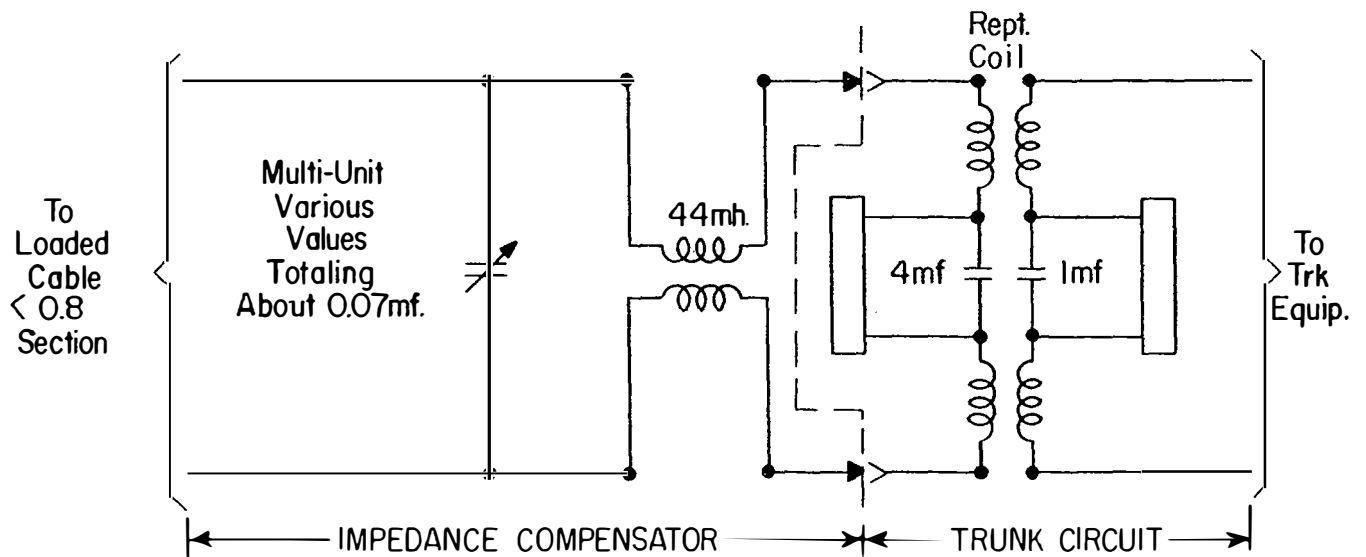 Rept.
Coil
To
Loaded
Cable
< 0.8
Section
Multi-Unit
Various
Values
Totaling
About 0.07mf.
44mh.
4mf
1mf
To
Trk
Equip.
IMPEDANCE COMPENSATOR
TRUNK CIRCUIT